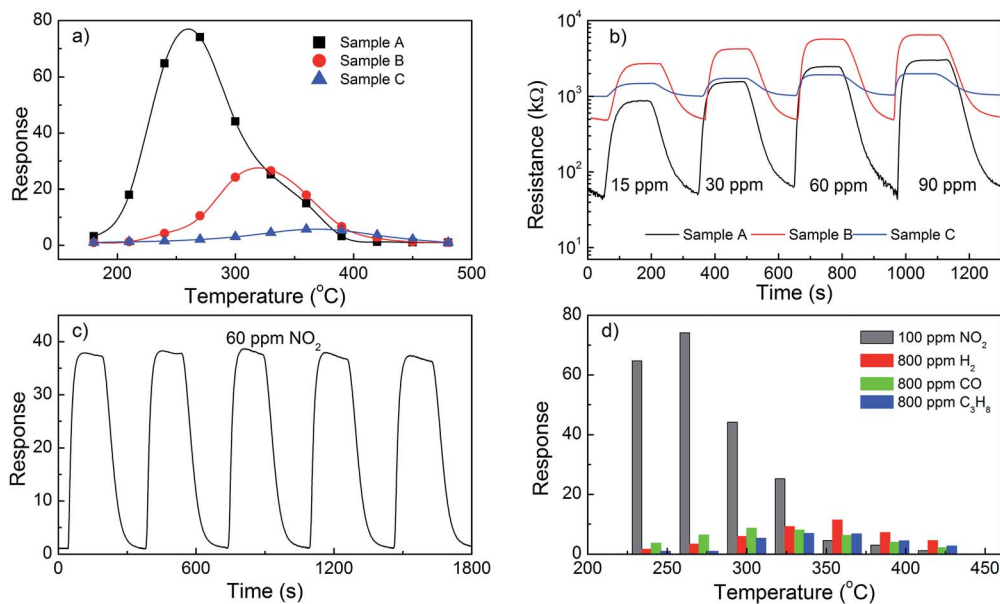 a)
Sample A
Sample B
Sample C
80
60
40
20
0
Response
200
300
400
500
Temperature (°C)
b)
10⁴
10³
10²
10¹
Resistance (kΩ)
15 ppm
30 ppm
60 ppm
90 ppm
Sample A
Sample B
Sample C
0
200
400
600
800
1000
1200
Time (s)
c)
60 ppm NO₂
40
30
20
10
0
Response
0
600
1200
1800
Time (s)
d)
100 ppm NO₂
800 ppm H₂
800 ppm CO
800 ppm C₃H₈
80
60
40
20
0
Response
200
250
300
350
400
450
Temperature (°C)